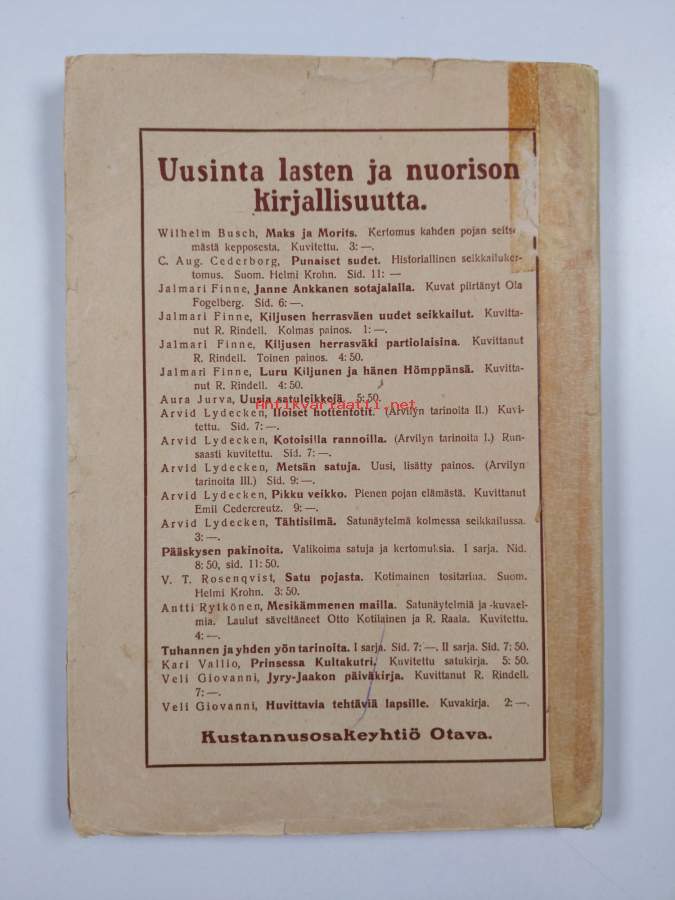 Uusinta lasten ja nuorison
kirjallisuutta.
Wilhelm Busch, Maks ja Morits. Kertomus kahden pojan seitse-
mästä kepposesta. Kuvitettu. 3: —.
C. Aug. Cederborg, Punaiset sudet. Historiallinen seikkailuker-
tomus. Suom. Helmi Krohn. Sid. 11: —
Jalmari Finne, Janne Ankkanen sotajalalla. Kuvat piirtänyt Ola
Fogelberg. Sid. 6: —.
Jalmari Finne, Kiljusen herrasväen uudet seikkailut. Kuvitta-
nut R. Rindell. Kolmas painos. 1: —.
Jalmari Finne, Kiljusen herrasväki partiolaisina. Kuvittanut
R. Rindell. Toinen painos. 4: 50.
Jalmari Finne, Luru Kiljunen ja hänen Hömppänsä. Kuvitta-
nut R. Rindell. 4: 50.
Aura Jurva, Uusia satuleikkejä. 5: 50.
Antikvariaatti.net
Arvid Lydecken, Iloiset hottentotit. (Arvilyn tarinoita II.) Kuvi-
tettu. Sid. 7: —.
Arvid Lydecken, Kotoisilla rannoilla. (Arvilyn tarinoita I.) Run-
saasti kuvitettu. Sid. 7: —.
Arvid Lydecken, Metsän satuja. Uusi, lisätty painos. (Arvilyn
tarinoita III.) Sid. 9: —.
Arvid Lydecken, Pikku veikko. Pienen pojan elämästä. Kuvittanut
Emil Cedercreutz. 9: —.
Arvid Lydecken, Tähtisilmä. Satunäytelmä kolmessa seikkailussa.
3: —.
Pääskysen pakinoita. Valikoima satuja ja kertomuksia. I sarja. Nid.
8: 50, sid. 11: 50.
V. T. Rosenqvist, Satu pojasta. Kotimainen tositarina. Suom.
Helmi Krohn. 3: 50.
Antti Rytkönen, Mesikämmenen mailla. Satunäytelmiä ja -kuvael-
mia. Laulut säveltäneet Otto Kotilainen ja R. Raala. Kuvitettu.
4: —.
Tuhannen ja yhden yön tarinoita. I sarja. Sid. 7: —. II sarja. Sid. 7: 50.
Kari Vallio, Prinsessa Kultakutri. Kuvitettu satukirja. 5: 50.
Veli Giovanni, Jyry-Jaakon päiväkirja. Kuvittanut R. Rindell.
7: —.
Veli Giovanni, Huvittavia tehtäviä lapsille. Kuvakirja. 2: —.
Kustannusosakeyhtiö Otava.